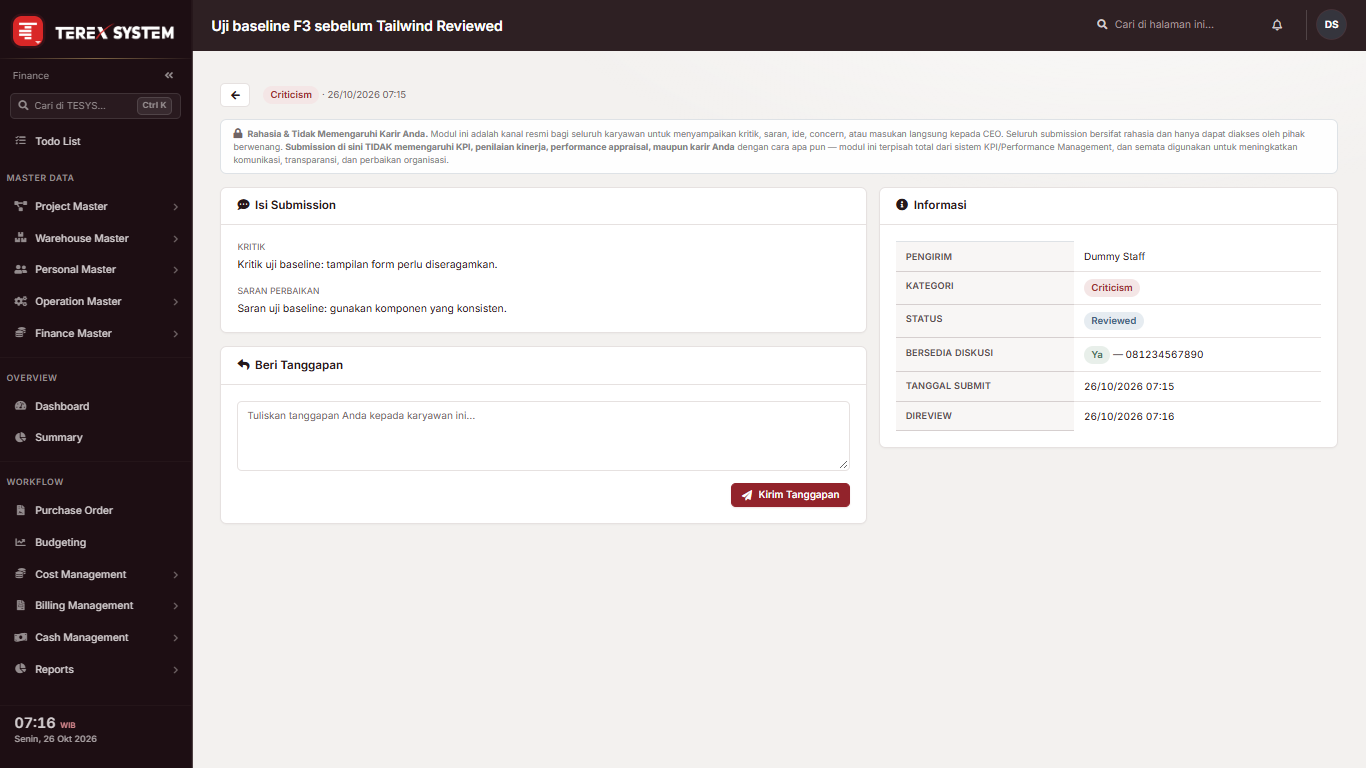 TEREX SYSTEM
Finance
Cari di TESYS...
Ctrl K
Todo List
MASTER DATA
Project Master
Warehouse Master
Personal Master
Operation Master
Finance Master
OVERVIEW
Dashboard
Summary
WORKFLOW
Purchase Order
Budgeting
Cost Management
Billing Management
Cash Management
Reports
07:16 WIB
Senin, 26 Okt 2026
Uji baseline F3 sebelum Tailwind Reviewed
Cari di halaman ini...
DS
Criticism · 26/10/2026 07:15
Rahasia & Tidak Memengaruhi Karir Anda. Modul ini adalah kanal resmi bagi seluruh karyawan untuk menyampaikan kritik, saran, ide, concern, atau masukan langsung kepada CEO. Seluruh submission bersifat rahasia dan hanya dapat diakses oleh pihak
berwenang. Submission di sini TIDAK memengaruhi KPI, penilaian kinerja, performance appraisal, maupun karir Anda dengan cara apa pun — modul ini terpisah total dari sistem KPI/Performance Management, dan semata digunakan untuk meningkatkan
komunikasi, transparansi, dan perbaikan organisasi.
Isi Submission
KRITIK
Kritik uji baseline: tampilan form perlu diseragamkan.
SARAN PERBAIKAN
Saran uji baseline: gunakan komponen yang konsisten.
Beri Tanggapan
Tuliskan tanggapan Anda kepada karyawan ini...
Kirim Tanggapan
Informasi
PENGIRIM Dummy Staff
KATEGORI Criticism
STATUS Reviewed
BERSEDIA DISKUSI Ya — 081234567890
TANGGAL SUBMIT 26/10/2026 07:15
DIREVIEW 26/10/2026 07:16